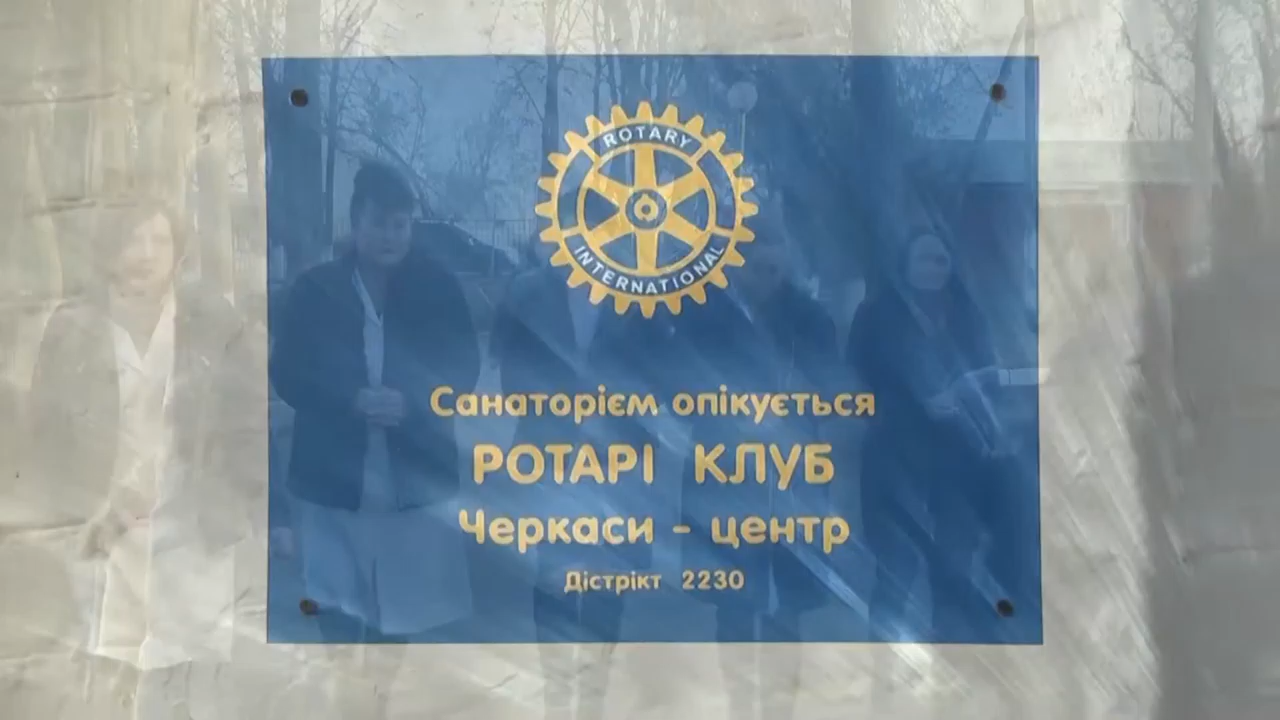 ROTARY
INTERNATIONAL
Санаторієм опікується
РОТАРІ КЛУБ
Черкаси - центр
Дістрікт 2230